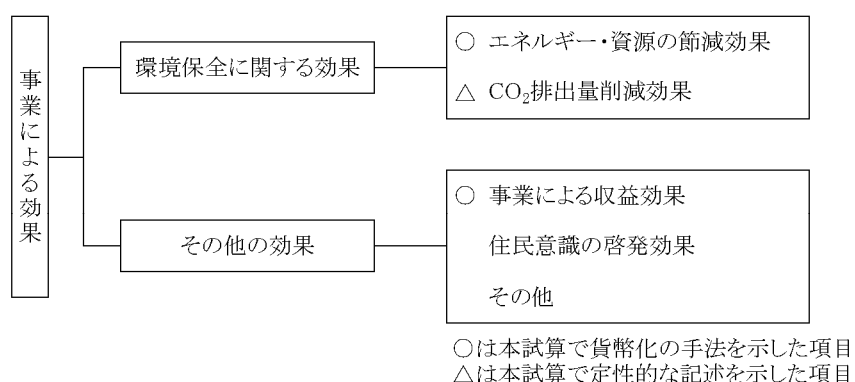 事業による効果
環境保全に関する効果
○ エネルギー・資源の節減効果
△ CO₂排出量削減効果
その他の効果
○ 事業による収益効果
住民意識の啓発効果
その他
○は本試算で貨幣化の手法を示した項目
△は本試算で定性的な記述を示した項目